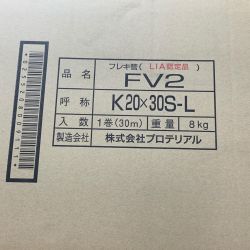 フレキ管(LIA認定品)
品名 FV2
呼称 K20×30S-L
入数 1巻(30m) 重量 8kg
製造会社 株式会社プロテリアル